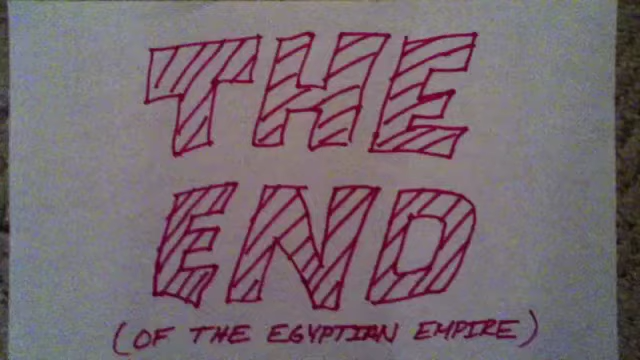 THE
END
(OF THE EGYPTIAN EMPIRE)